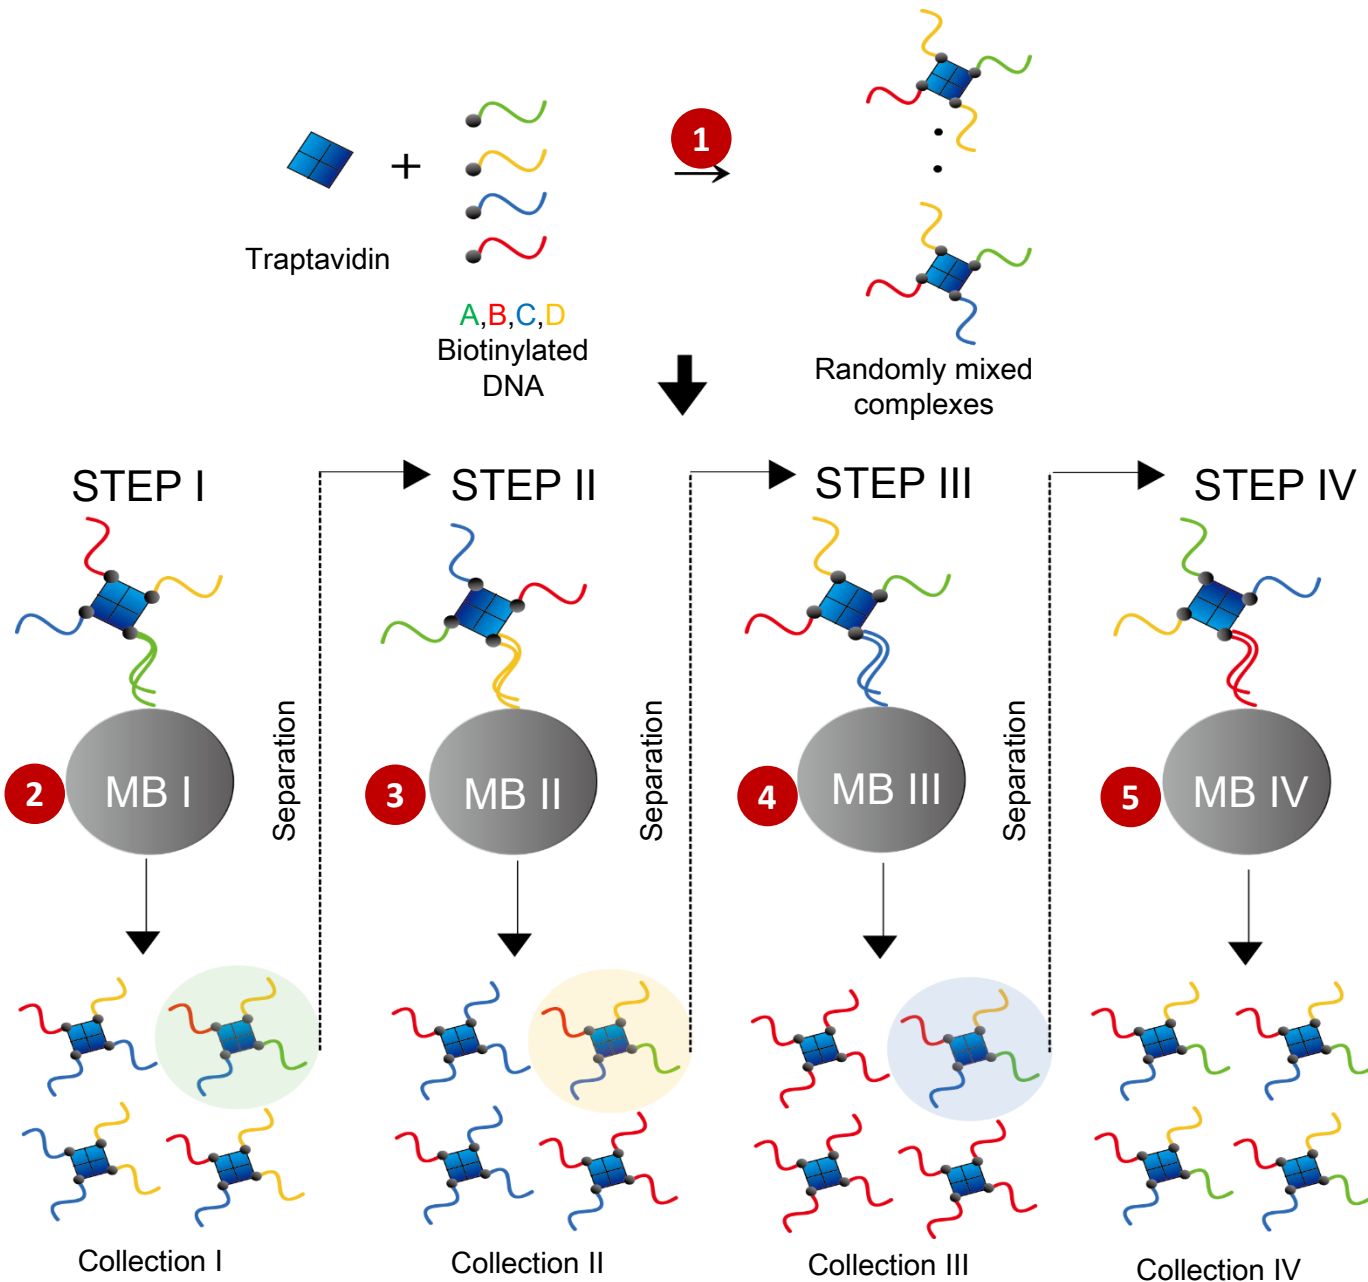 1
+
Traptavidin
A,B,C,D
Biotinylated
DNA
Randomly mixed
complexes
STEP I
STEP II
STEP III
STEP IV
Separation
Separation
Separation
2
MB I
3
MB II
4
MB III
5
MB IV
Collection I
Collection II
Collection III
Collection IV